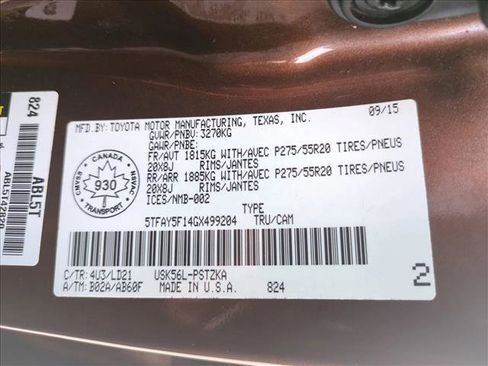 MFD.BY:TOYOTA MOTOR MANUFACTURING, TEXAS, INC. 09/15
GVWR/PNBV: 3270KG
GAWR/PNBE:
FR/AUT 1815KG WITH/AVEC P275/55R20 TIRES/PNEUS
20X8J RIMS/JANTES
RR/ARR 1885KG WITH/AVEC P275/55R20 TIRES/PNEUS
20X8J RIMS/JANTES
ICES/NMB-002
TYPE
5TFAY5F14GX499204 TRU/CAM
C/TR: 4U3/LD21 USK56L-PSTZKA
A/TM: B02A/AB60F MADE IN U.S.A. 824
2
CANADA
CMVSS
930
NSVAC
TRANSPORT
824
ABL5T